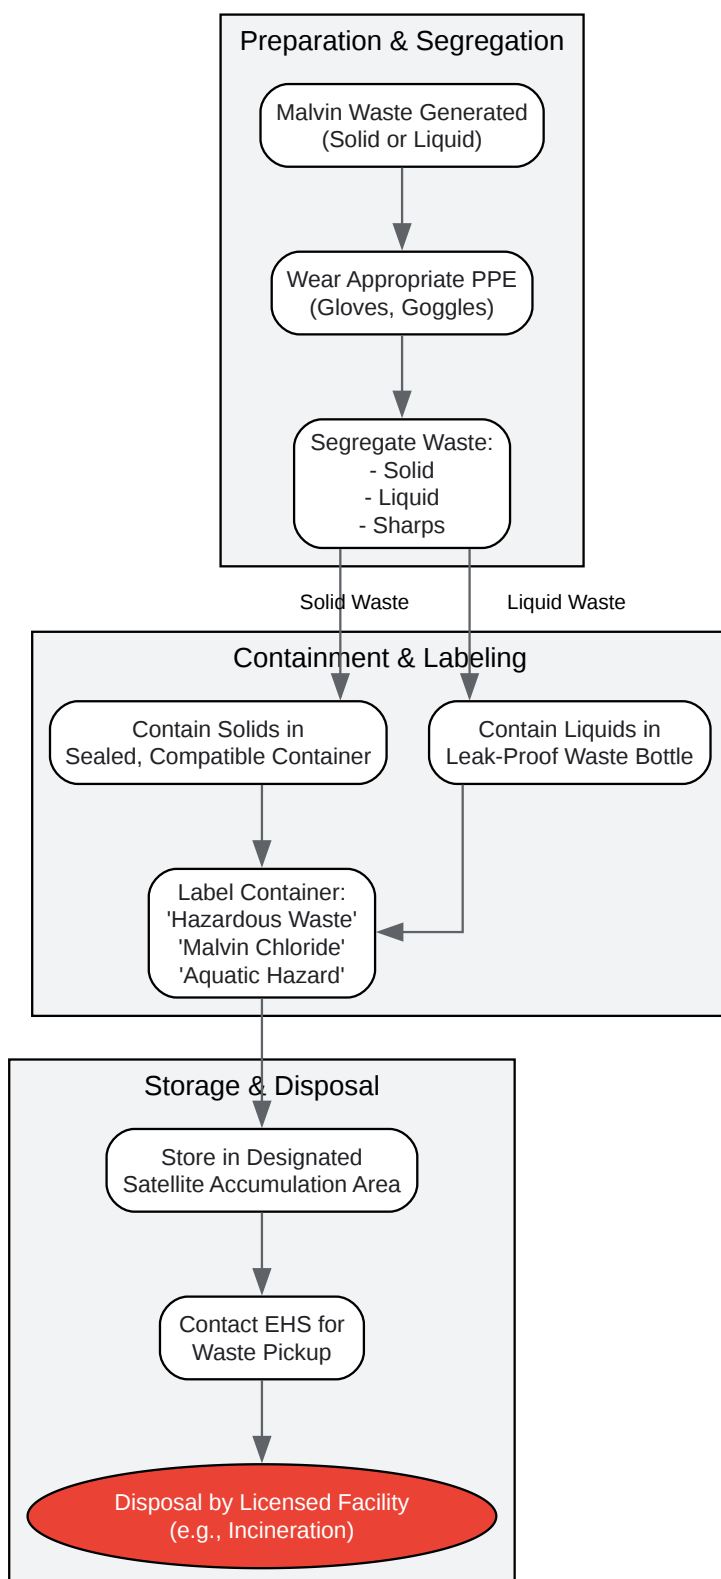 Preparation & Segregation
Malvin Waste Generated
(Solid or Liquid)
Wear Appropriate PPE
(Gloves, Goggles)
Segregate Waste:
- Solid
- Liquid
- Sharps
Solid Waste
Liquid Waste
Containment & Labeling
Contain Solids in
Sealed, Compatible Container
Contain Liquids in
Leak-Proof Waste Bottle
Label Container:
'Hazardous Waste'
'Malvin Chloride'
'Aquatic Hazard'
Storage & Disposal
Store in Designated
Satellite Accumulation Area
Contact EHS for
Waste Pickup
Disposal by Licensed Facility
(e.g., Incineration)